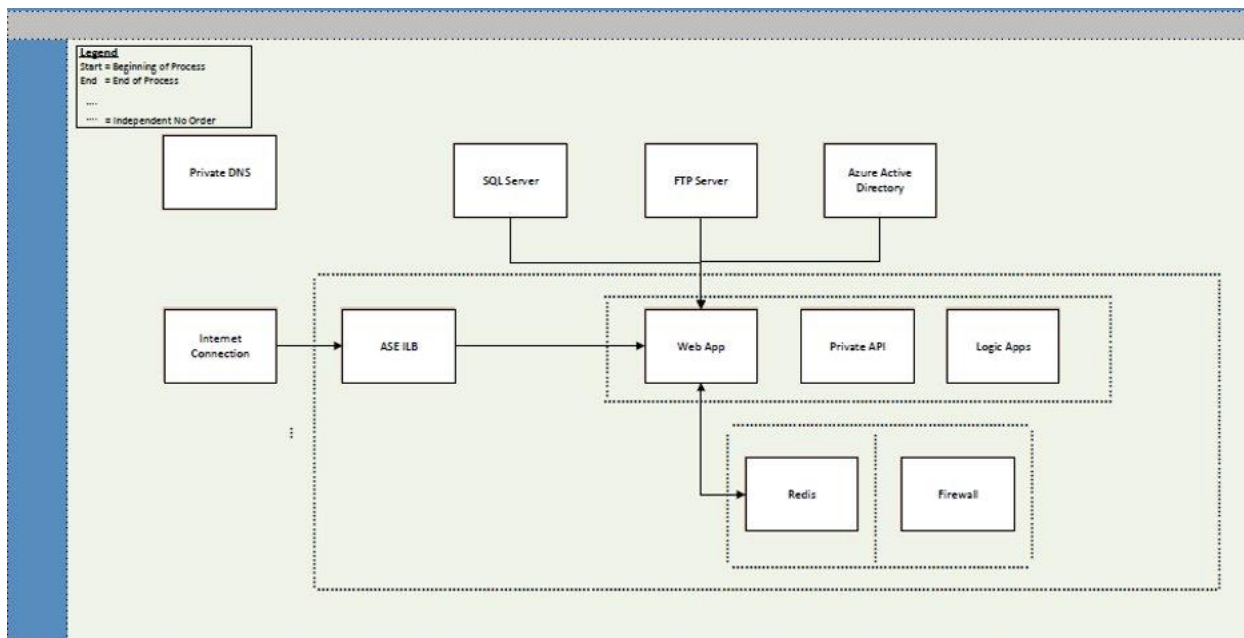 Legend
Start = Beginning of Process
End = End of Process
....
.... = Independent No Order
Private DNS
SQL Server
FTP Server
Azure Active
Directory
Internet
Connection
ASE ILB
Web App
Private API
Logic Apps
Redis
Firewall